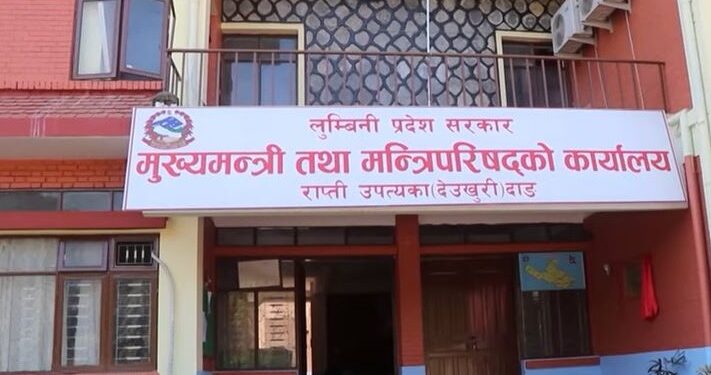 लुम्बिनी प्रदेश सरकार
मुख्यमन्त्री तथा मन्त्रिपरिषद्को कार्यालय
राप्ती उपत्यका(देउखुरी)दाङ